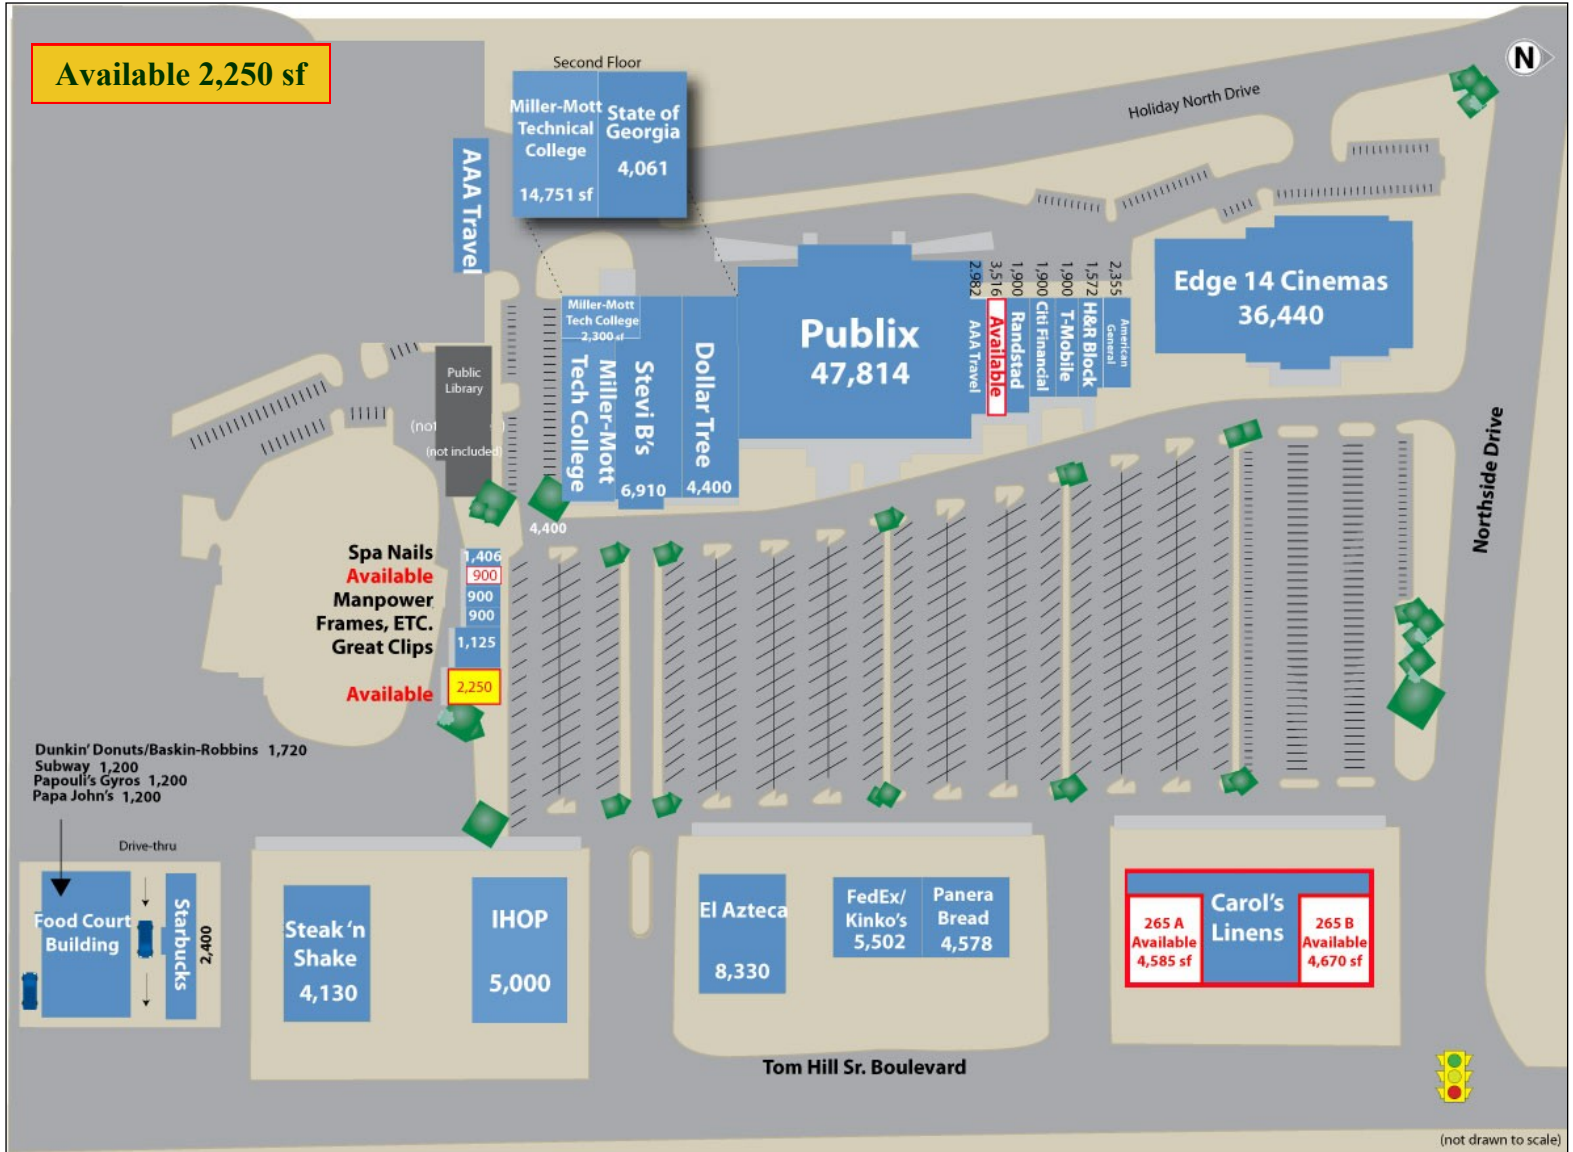 Available 2,250 sf
N
Second Floor
Miller-Mott
Technical
College
14,751 sf
State of
Georgia
4,061
Holiday North Drive
AAA Travel
Miller-Mott
Tech College
2,300 sf
Miller-Mott
Tech College
4,400
Stevi B's
6,910
Dollar Tree
4,400
Publix
47,814
2.982
AAA Travel
3,516
Available
1,900
Randstad
1,900
Citi Financial
1,900
T-Mobile
1,572
H&R Block
2,355
American
General
Edge 14 Cinemas
36,440
Northside Drive
Public
Library
(not included)
Spa Nails 1,406
Available 900
Manpower 900
Frames, ETC. 900
Great Clips 1,125
Available 2,250
Dunkin' Donuts/Baskin-Robbins 1,720
Subway 1,200
Papouli's Gyros 1,200
Papa John's 1,200
Drive-thru
Food Court
Building
Starbucks
2,400
Steak 'n
Shake
4,130
IHOP
5,000
El Azteca
8,330
FedEx/
Kinko's
5,502
Panera
Bread
4,578
265 A
Available
4,585 sf
Carol's
Linens
265 B
Available
4,670 sf
Tom Hill Sr. Boulevard
(not drawn to scale)